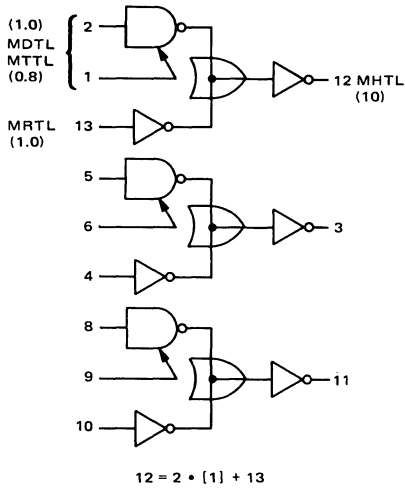 (1.0)
MDTL
MTTL
(0.8)
2
1
MRTL 13
(1.0)
12 MHTL
(10)
5
6
4
3
8
9
10
11
12 = 2 • [1] + 13